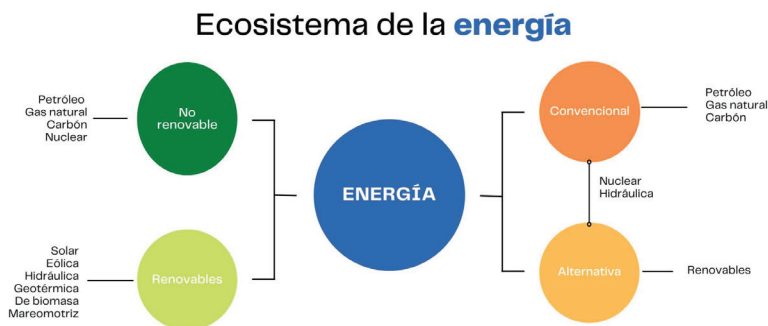 Ecosistema de la energía
Petróleo
Gas natural
Carbón
Nuclear
No
renovable
Solar
Eólica
Hidráulica
Geotérmica
De biomasa
Mareomotriz
Renovables
ENERGÍA
Convencional
Petróleo
Gas natural
Carbón
Nuclear
Hidráulica
Alternativa
Renovables